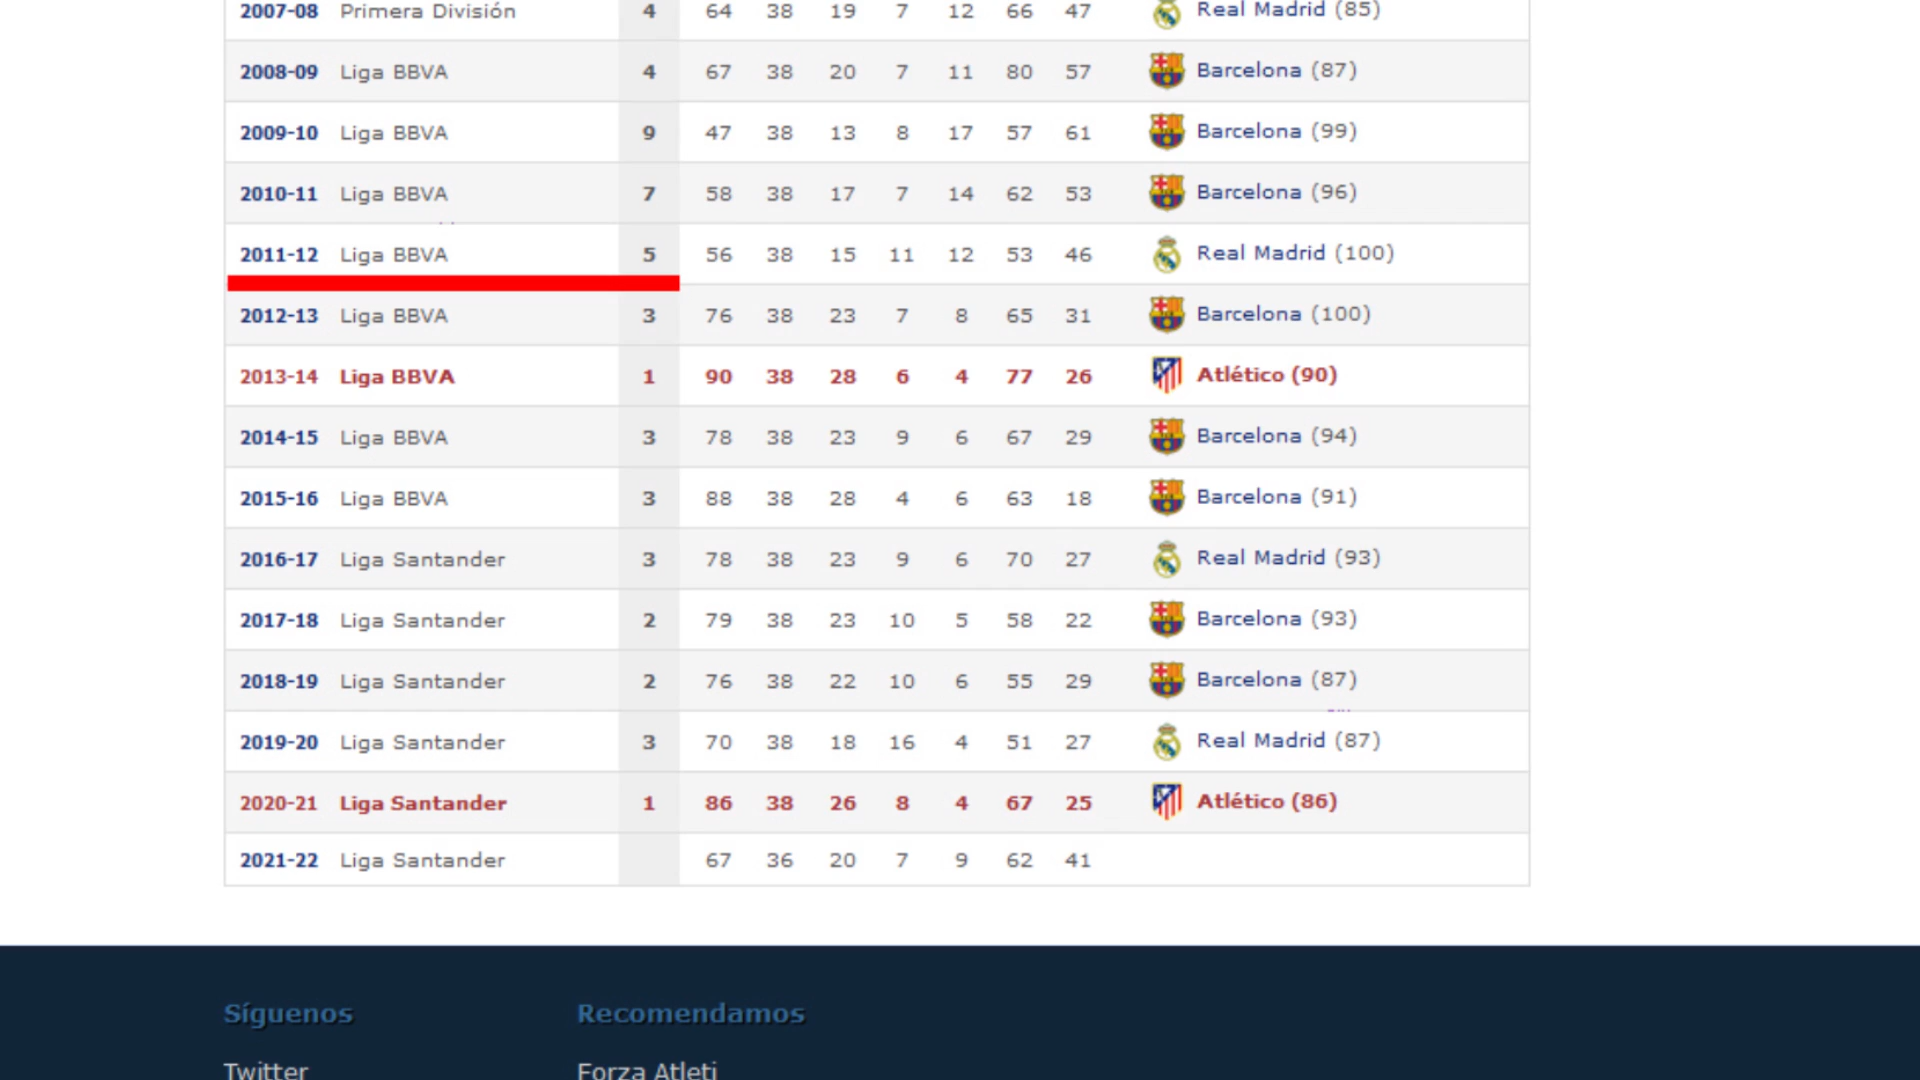 2007-08 Primera División 4 64 38 19 7 12 66 47 Real Madrid (85)
2008-09 Liga BBVA 4 67 38 20 7 11 80 57 Barcelona (87)
2009-10 Liga BBVA 9 47 38 13 8 17 57 61 Barcelona (99)
2010-11 Liga BBVA 7 58 38 17 7 14 62 53 Barcelona (96)
2011-12 Liga BBVA 5 56 38 15 11 12 53 46 Real Madrid (100)
2012-13 Liga BBVA 3 76 38 23 7 8 65 31 Barcelona (100)
2013-14 Liga BBVA 1 90 38 28 6 4 77 26 Atlético (90)
2014-15 Liga BBVA 3 78 38 23 9 6 67 29 Barcelona (94)
2015-16 Liga BBVA 3 88 38 28 4 6 63 18 Barcelona (91)
2016-17 Liga Santander 3 78 38 23 9 6 70 27 Real Madrid (93)
2017-18 Liga Santander 2 79 38 23 10 5 58 22 Barcelona (93)
2018-19 Liga Santander 2 76 38 22 10 6 55 29 Barcelona (87)
2019-20 Liga Santander 3 70 38 18 16 4 51 27 Real Madrid (87)
2020-21 Liga Santander 1 86 38 26 8 4 67 25 Atlético (86)
2021-22 Liga Santander 67 36 20 7 9 62 41
Síguenos Recomendamos
Twitter Forza Atleti